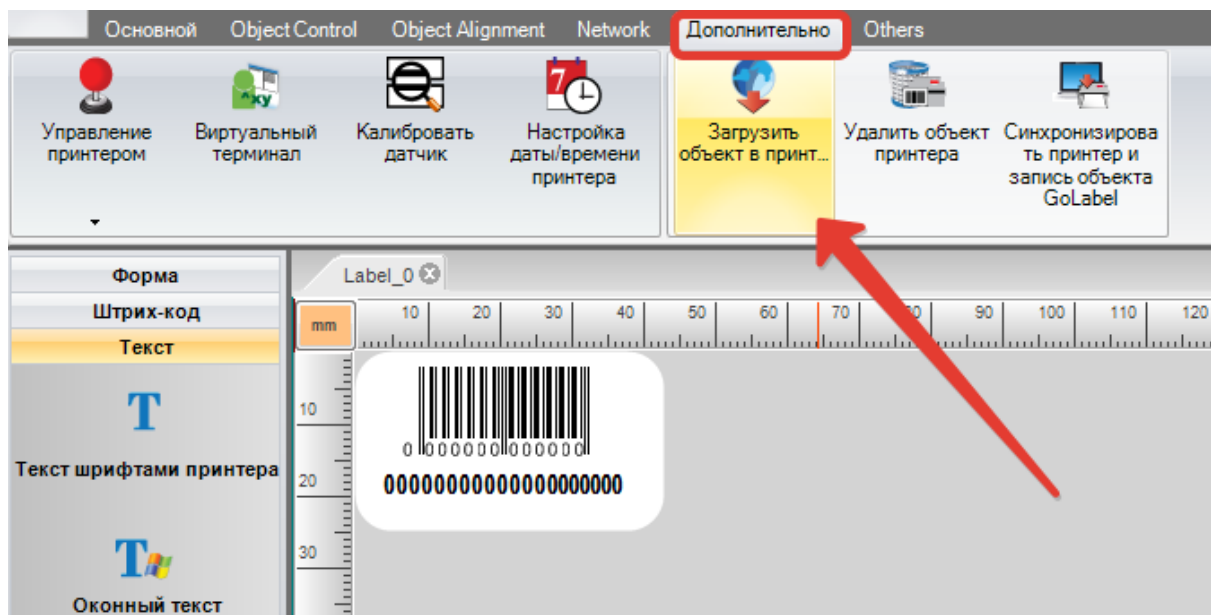 Основной Object Control Object Alignment Network Дополнительно Others
Управление принтером
Виртуальный терминал
Калибровать датчик
Настройка даты/времени принтера
Загрузить объект в принт...
Удалить объект принтера
Синхронизирова ть принтер и запись объекта GoLabel
7
^xy
Форма
Штрих-код
Текст
T
Текст шрифтами принтера
T
Оконный текст
Label_0
mm
10 20 30 40 50 60 70 90 100 110 120
10
20
30
0 000000 000000
00000000000000000000